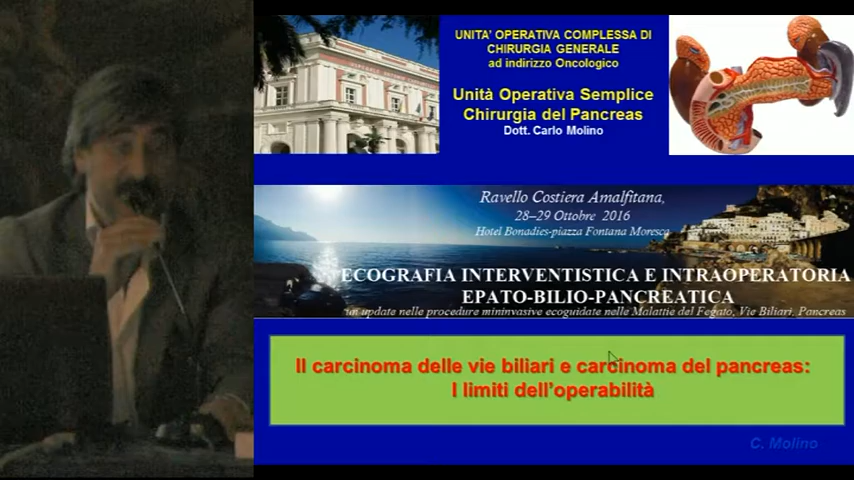 UNITA' OPERATIVA COMPLESSA DI
CHIRURGIA GENERALE
ad indirizzo Oncologico
Unità Operativa Semplice
Chirurgia del Pancreas
Dott. Carlo Molino
Ravello Costiera Amalfitana,
28–29 Ottobre 2016
Hotel Bonadies-piazza Fontana Moresca
ECOGRAFIA INTERVENTISTICA E INTRAOPERATORIA
EPATO-BILIO-PANCREATICA
un update nelle procedure mininvasive ecoguidate nelle Malattie del Fegato, Vie Biliari, Pancreas
Il carcinoma delle vie biliari e carcinoma del pancreas:
I limiti dell'operabilità
C. Molino